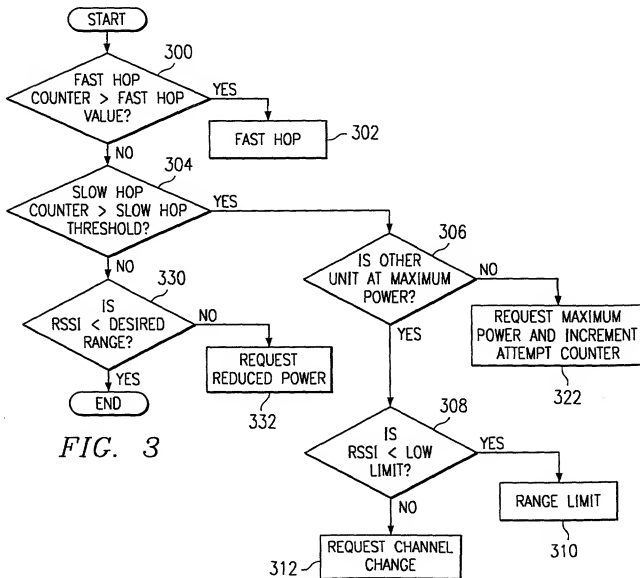 START
300
FAST HOP
COUNTER > FAST HOP
VALUE?
YES
FAST HOP
302
NO
304
SLOW HOP
COUNTER > SLOW HOP
THRESHOLD?
YES
306
IS OTHER
UNIT AT MAXIMUM
POWER?
NO
REQUEST MAXIMUM
POWER AND INCREMENT
ATTEMPT COUNTER
322
YES
NO
330
IS
RSSI < DESIRED
RANGE?
NO
REQUEST
REDUCED POWER
332
YES
END
308
IS
RSSI < LOW
LIMIT?
YES
RANGE LIMIT
310
NO
REQUEST CHANNEL
CHANGE
312
FIG. 3